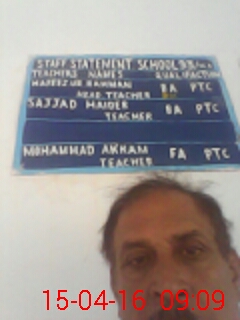 STAFF STATEMENT SCHOOL
TEACHERS NAMES QUALIFACTION
HAFEEZ UR RAHMAN BA PTC
HEAD TEACHER
SAJJAD HAIDER BA PTC
TEACHER
MOHAMMAD AKRAM FA PTC
TEACHER
15-04-16 09:09